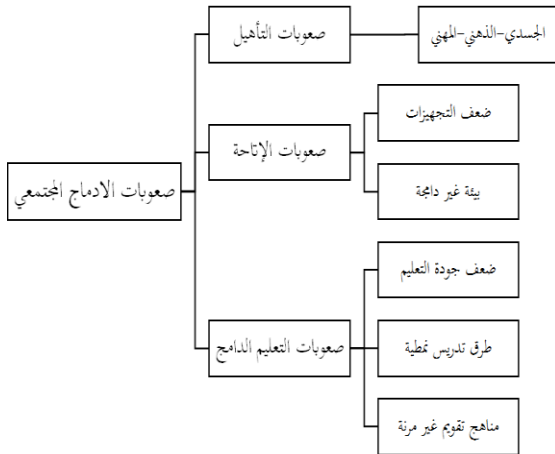 صعوبات الادماج المجتمعي
صعوبات التأهيل
الجسدي-الذهني-المهني
صعوبات الإتاحة
ضعف التجهيزات
بيئة غير دامجة
صعوبات التعليم الدامج
ضعف جودة التعليم
طرق تدريس نمطية
مناهج تقويم غير مرنة